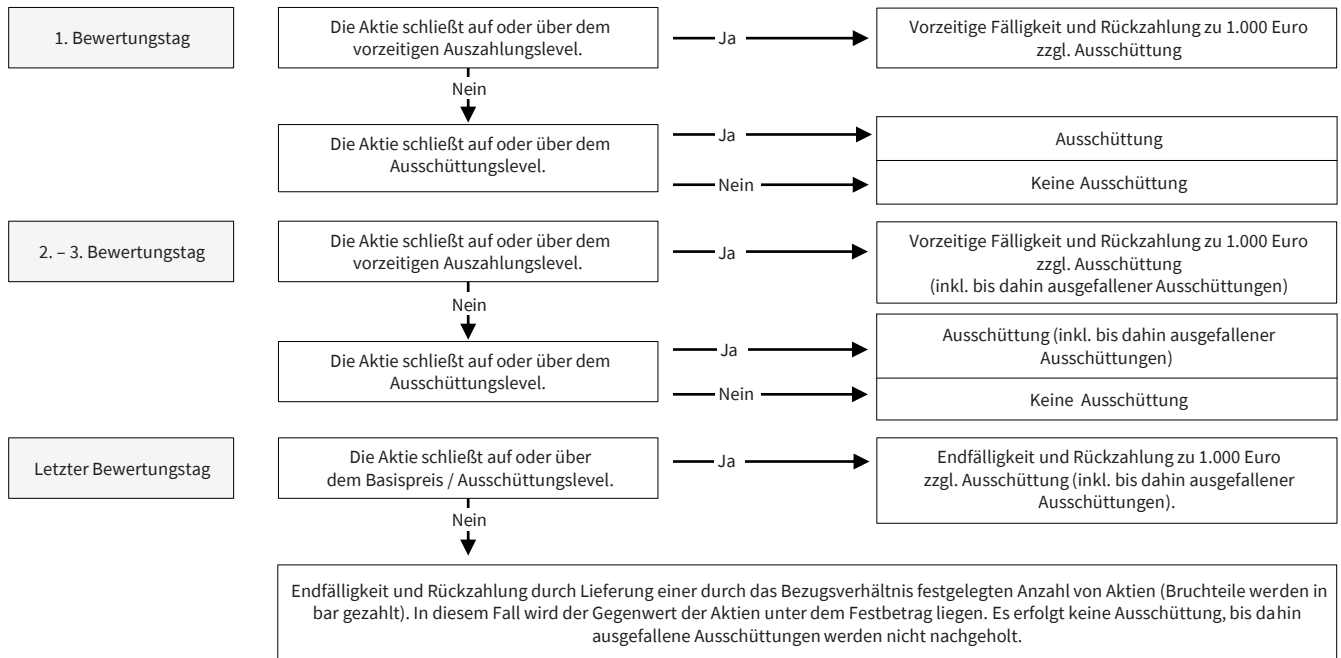 1. Bewertungstag
Die Aktie schließt auf oder über dem
vorzeitigen Auszahlungslevel.
Ja
Vorzeitige Fälligkeit und Rückzahlung zu 1.000 Euro
zzgl. Ausschüttung
Nein
Die Aktie schließt auf oder über dem
Ausschüttungslevel.
Ja
Ausschüttung
Nein
Keine Ausschüttung
2. – 3. Bewertungstag
Die Aktie schließt auf oder über dem
vorzeitigen Auszahlungslevel.
Ja
Vorzeitige Fälligkeit und Rückzahlung zu 1.000 Euro
zzgl. Ausschüttung
(inkl. bis dahin ausgefallener Ausschüttungen)
Nein
Die Aktie schließt auf oder über dem
Ausschüttungslevel.
Ja
Ausschüttung (inkl. bis dahin ausgefallener
Ausschüttungen)
Nein
Keine Ausschüttung
Letzter Bewertungstag
Die Aktie schließt auf oder über
dem Basispreis / Ausschüttungslevel.
Ja
Endfälligkeit und Rückzahlung zu 1.000 Euro
zzgl. Ausschüttung (inkl. bis dahin ausgefallener
Ausschüttungen).
Nein
Endfälligkeit und Rückzahlung durch Lieferung einer durch das Bezugsverhältnis festgelegten Anzahl von Aktien (Bruchteile werden in
bar gezahlt). In diesem Fall wird der Gegenwert der Aktien unter dem Festbetrag liegen. Es erfolgt keine Ausschüttung, bis dahin
ausgefallene Ausschüttungen werden nicht nachgeholt.